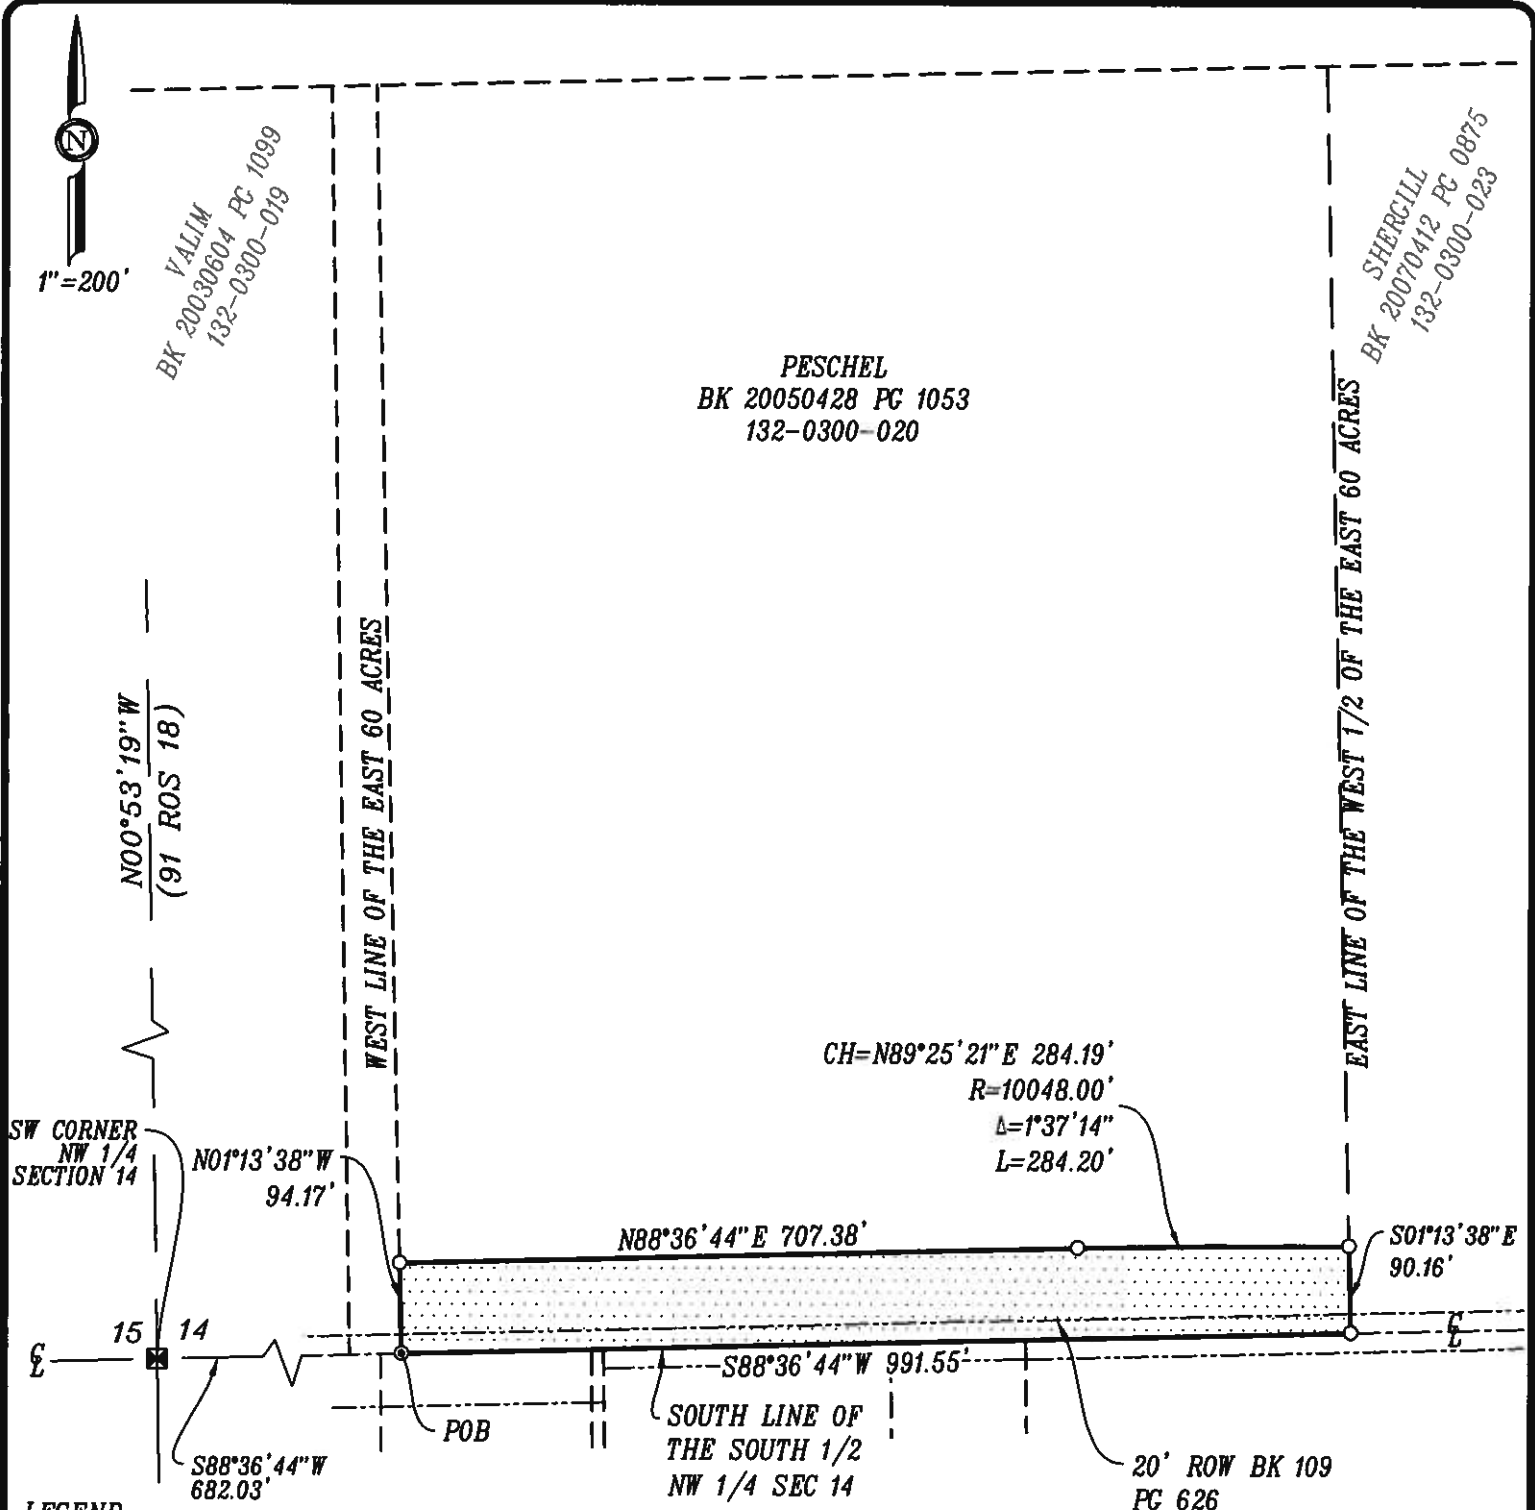 N
1"=200'
VALIM
BK 20030604 PG 1099
132-0300-019
SHERGILL
BK 20070412 PG 0875
132-0300-023
PESCHEL
BK 20050428 PG 1053
132-0300-020
WEST LINE OF THE EAST 60 ACRES
EAST LINE OF THE WEST 1/2 OF THE EAST 60 ACRES
N00°53'19"W
(91 ROS 18)
CH=N89°25'21"E 284.19'
R=10048.00'
Δ=1°37'14"
L=284.20'
SW CORNER
NW 1/4
SECTION 14
N01°13'38"W
94.17'
N88°36'44"E 707.38'
S01°13'38"E
90.16'
15 14
CL
CL
S88°36'44"W 991.55'
POB
SOUTH LINE OF
THE SOUTH 1/2
NW 1/4 SEC 14
S88°36'44"W
682.03'
20' ROW BK 109
PG 626
LEGEND